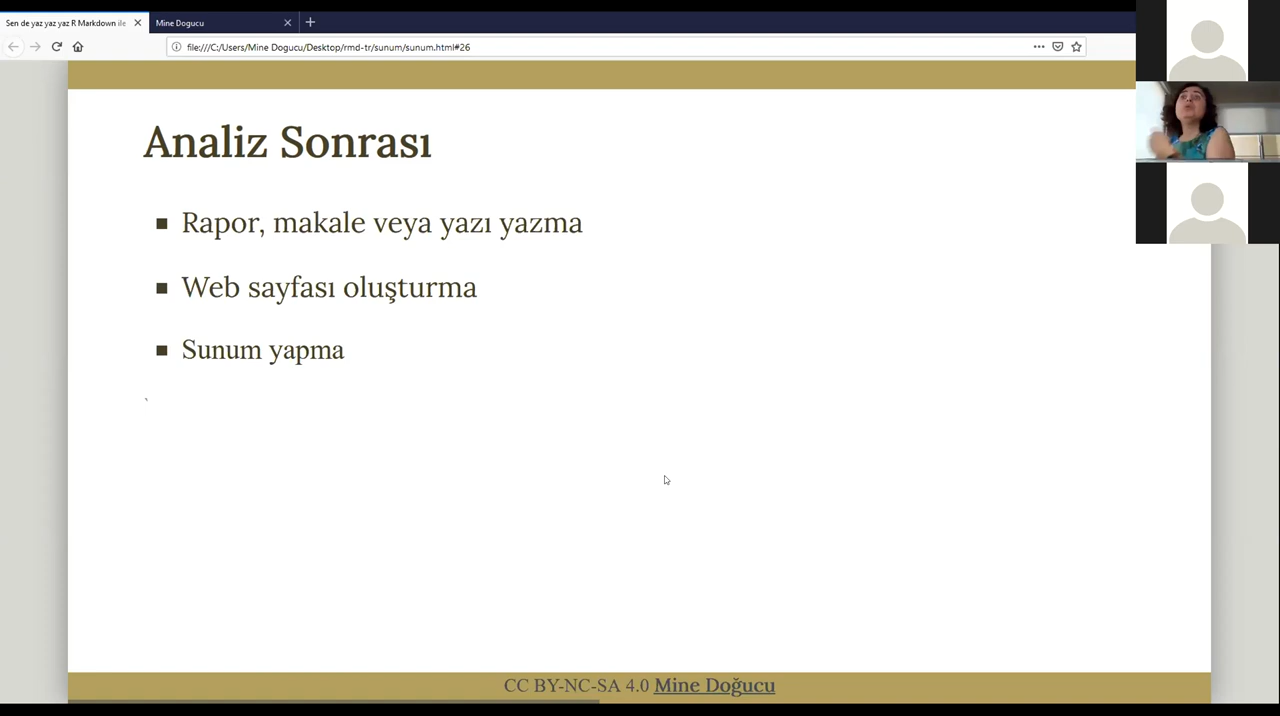 Sen de yaz yaz yaz R Markdown ile
Mine Dogucu
file:///C:/Users/Mine Dogucu/Desktop/rmd-tr/sunum/sunum.html#26
Analiz Sonrası
Rapor, makale veya yazı yazma
Web sayfası oluşturma
Sunum yapma
CC BY-NC-SA 4.0 Mine Doğucu